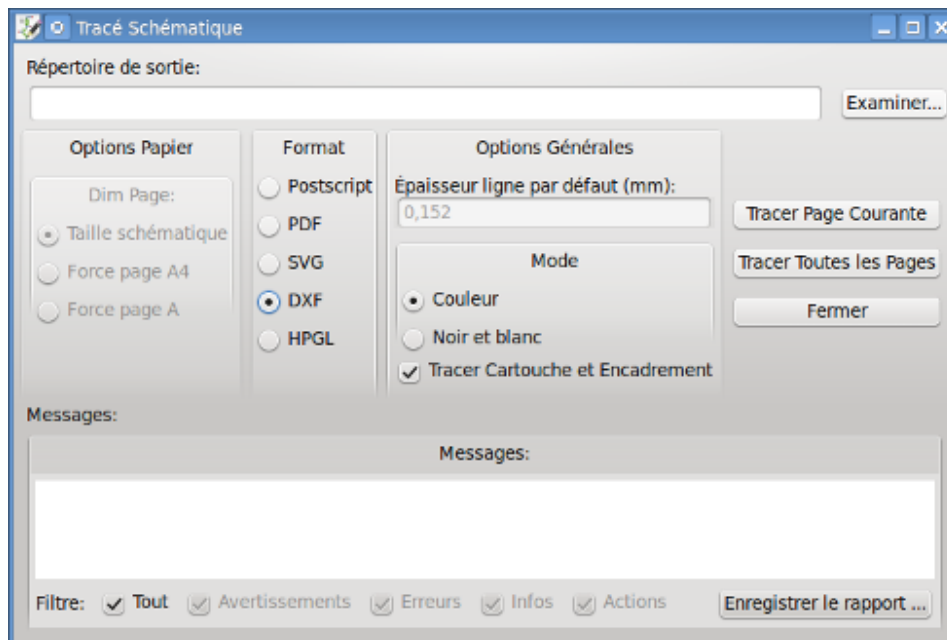 Tracé Schématique
Répertoire de sortie:
Examiner...
Options Papier
Dim Page:
Taille schématique
Force page A4
Force page A
Format
Postscript
PDF
SVG
DXF
HPGL
Options Générales
Épaisseur ligne par défaut (mm):
0,152
Mode
Couleur
Noir et blanc
Tracer Cartouche et Encadrement
Tracer Page Courante
Tracer Toutes les Pages
Fermer
Messages:
Messages:
Filtre: Tout Avertissements Erreurs Infos Actions Enregistrer le rapport ...